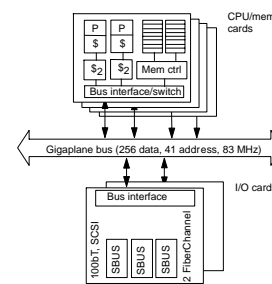 CPU/mem
cards
P P
$ $
$2 $2
Mem ctrl
Bus interface/switch
Gigaplane bus (256 data, 41 address, 83 MHz)
I/O card
Bus interface
100bT, SCSI
SBUS
SBUS
SBUS
2 FiberChannel